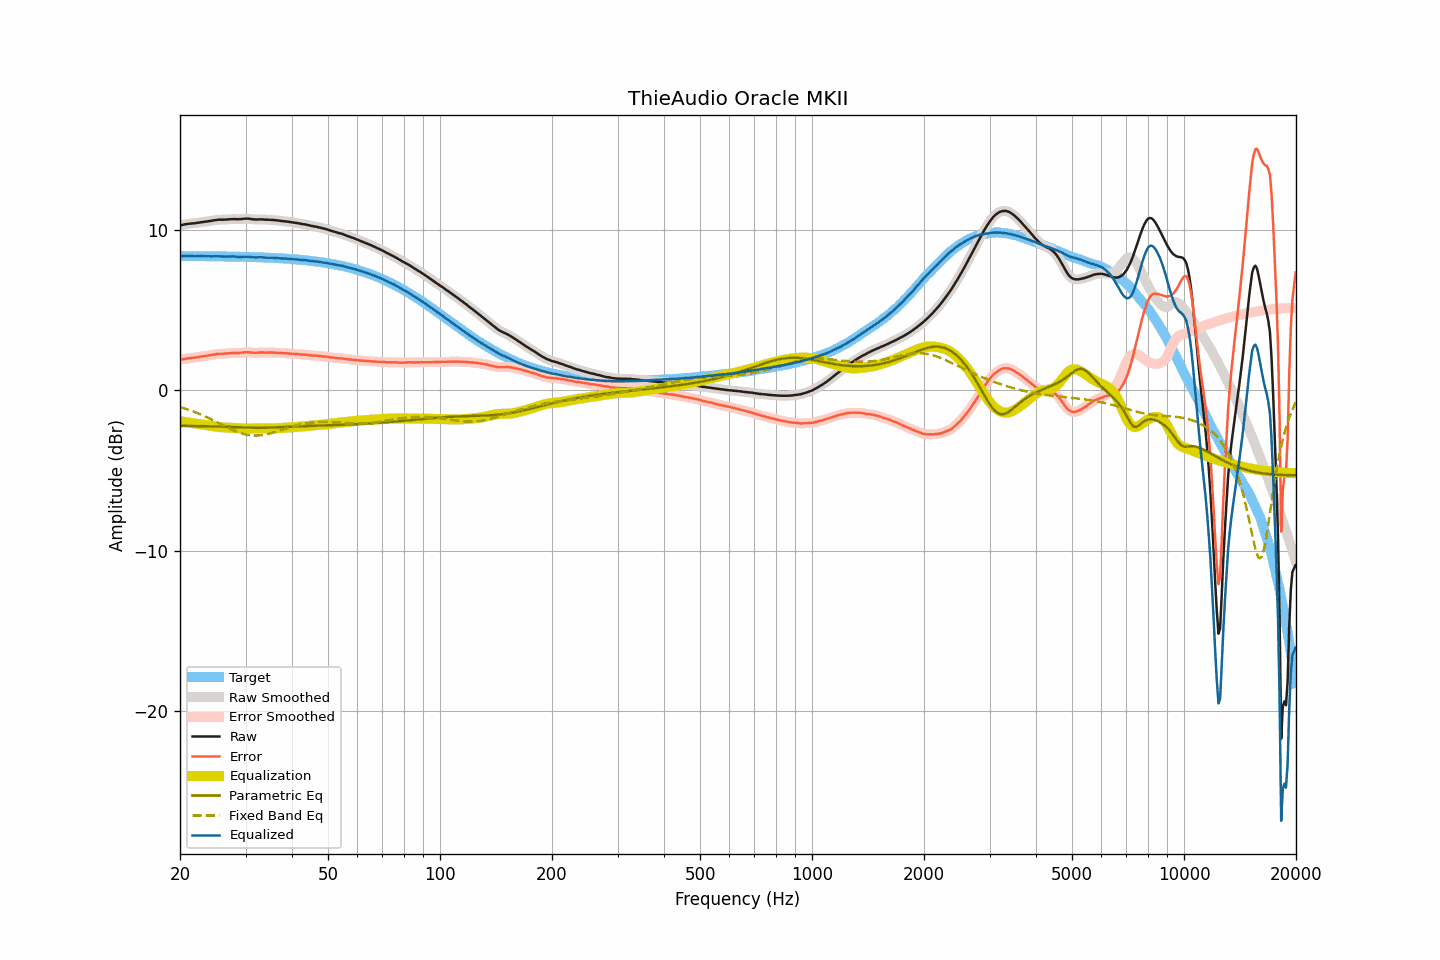 ThieAudio Oracle MKII
Amplitude (dBr)
10
0
−10
−20
Target
Raw Smoothed
Error Smoothed
Raw
Error
Equalization
Parametric Eq
Fixed Band Eq
Equalized
20 50 100 200 500 1000 2000 5000 10000 20000
Frequency (Hz)